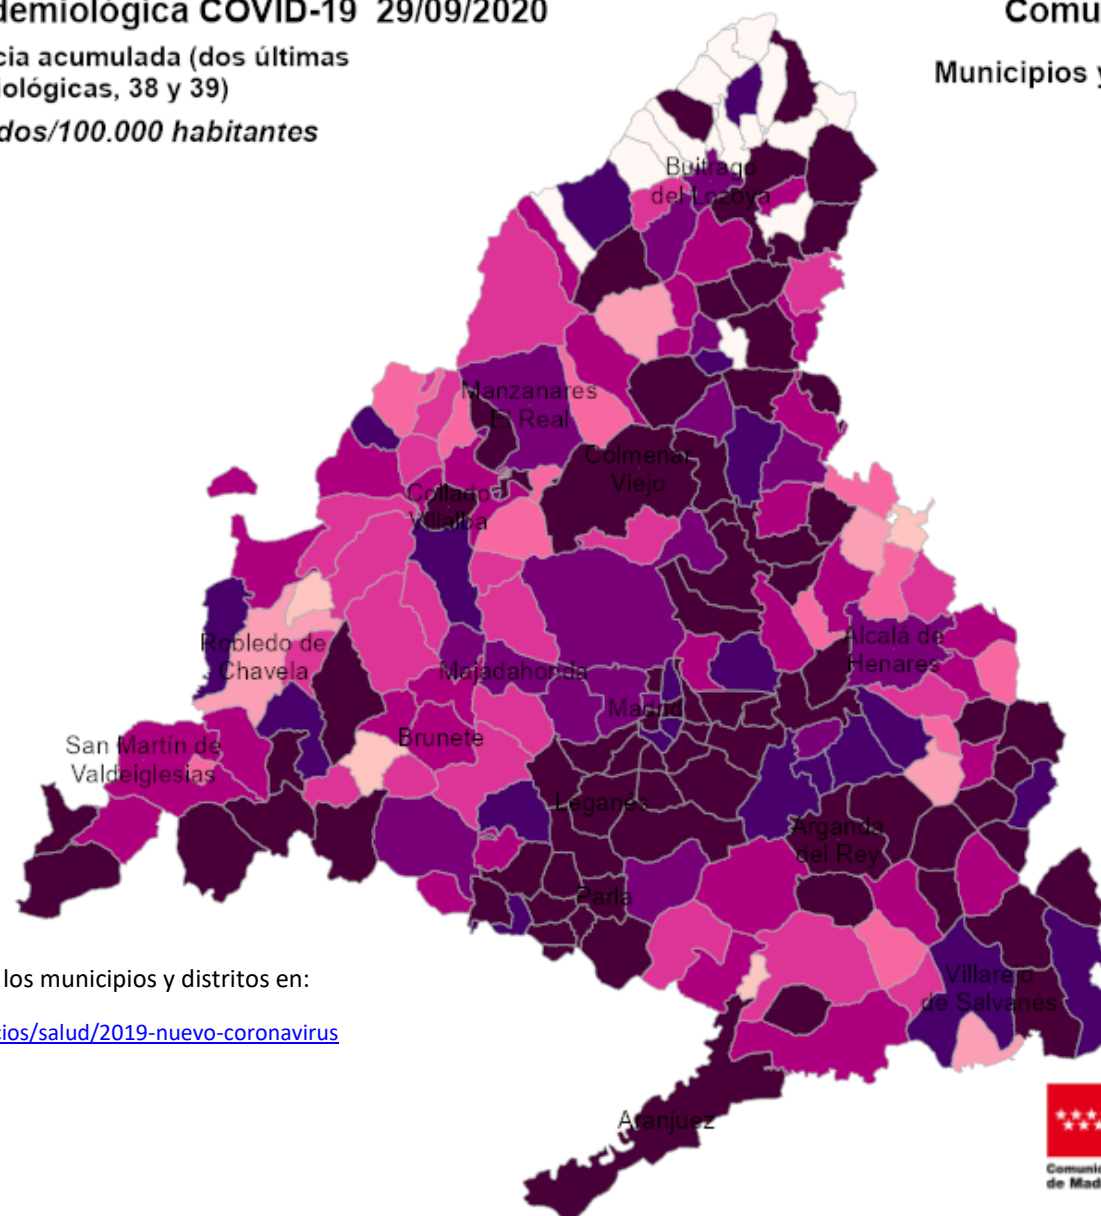 demiológica COVID-19 29/09/2020
Comu
cia acumulada (dos últimas
iológicas, 38 y 39)
Municipios y
dos/100.000 habitantes
Buitrago
del Lozoya
Manzanares
El Real
Colmenar
Viejo
Collado
Villalba
Robledo de
Chavela
Alcalá de
Henares
Majadahonda
Madrid
Brunete
San Martín de
Valdeiglesias
Leganés
Arganda
del Rey
Parla
Villarejo
de Salvanés
los municipios y distritos en:
cios/salud/2019-nuevo-coronavirus
Aranjuez
Comunid
de Mad